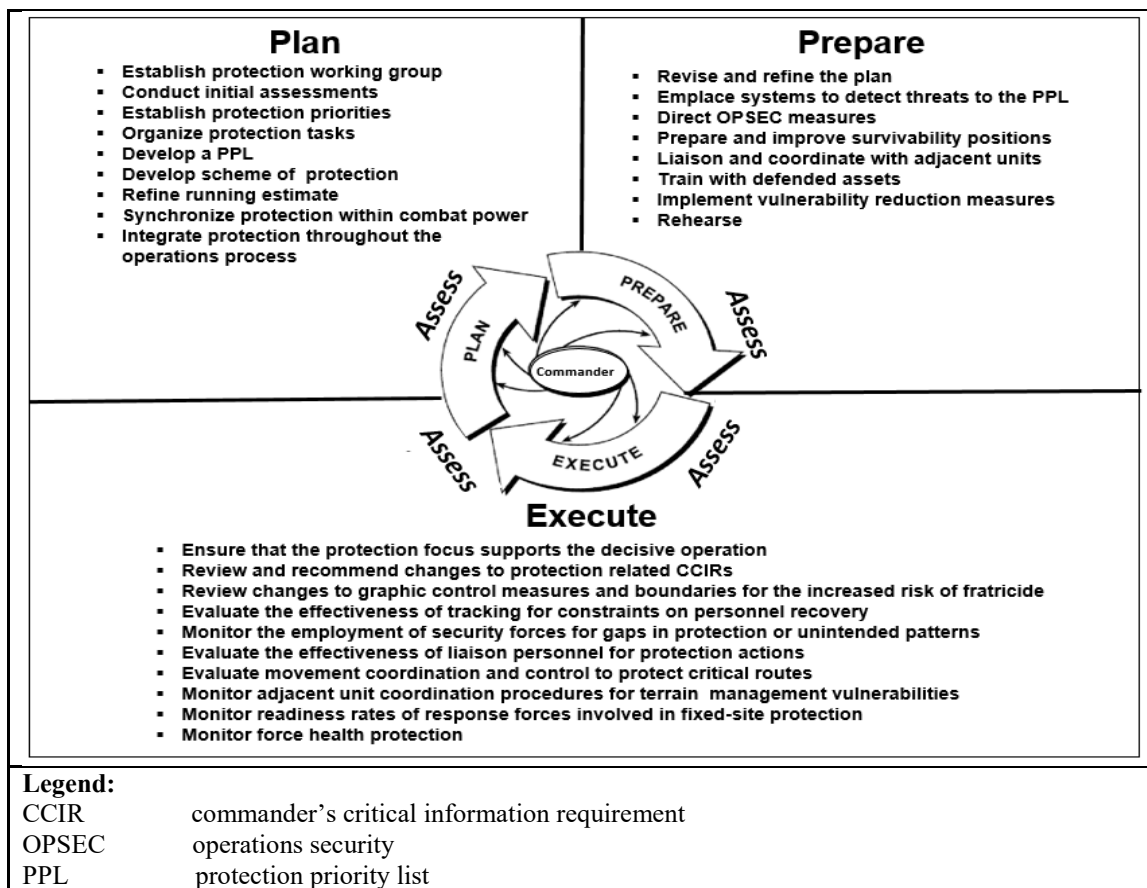 Plan
▪ Establish protection working group
▪ Conduct initial assessments
▪ Establish protection priorities
▪ Organize protection tasks
▪ Develop a PPL
▪ Develop scheme of protection
▪ Refine running estimate
▪ Synchronize protection within combat power
▪ Integrate protection throughout the
operations process
Prepare
▪ Revise and refine the plan
▪ Emplace systems to detect threats to the PPL
▪ Direct OPSEC measures
▪ Prepare and improve survivability positions
▪ Liaison and coordinate with adjacent units
▪ Train with defended assets
▪ Implement vulnerability reduction measures
▪ Rehearse
Assess
PLAN
PREPARE
Assess
Commander
Assess
EXECUTE
Assess
Execute
▪ Ensure that the protection focus supports the decisive operation
▪ Review and recommend changes to protection related CCIRs
▪ Review changes to graphic control measures and boundaries for the increased risk of fratricide
▪ Evaluate the effectiveness of tracking for constraints on personnel recovery
▪ Monitor the employment of security forces for gaps in protection or unintended patterns
▪ Evaluate the effectiveness of liaison personnel for protection actions
▪ Evaluate movement coordination and control to protect critical routes
▪ Monitor adjacent unit coordination procedures for terrain management vulnerabilities
▪ Monitor readiness rates of response forces involved in fixed-site protection
▪ Monitor force health protection
Legend:
CCIR commander’s critical information requirement
OPSEC operations security
PPL protection priority list